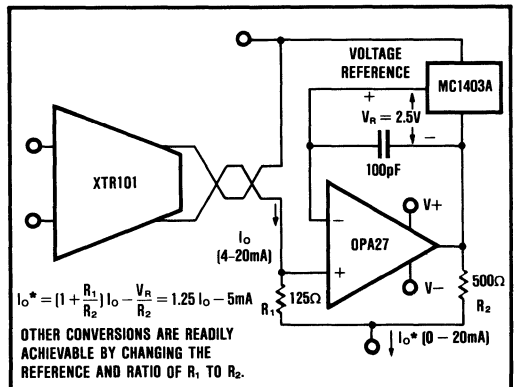 VOLTAGE
REFERENCE
MC1403A
+
V_R = 2.5V
−
100pF
XTR101
I_O
(4–20mA)
−
OPA27
+
V+
V−
I_O* = (1 + R_1/R_2) I_O − V_R/R_2 = 1.25 I_O − 5mA
R_1
125Ω
500Ω
R_2
I_O* (0 – 20mA)
OTHER CONVERSIONS ARE READILY
ACHIEVABLE BY CHANGING THE
REFERENCE AND RATIO OF R_1 TO R_2.